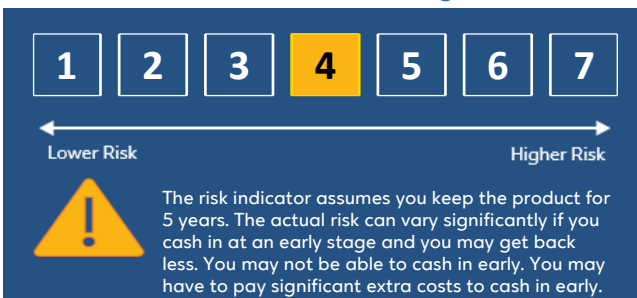 1 2 3 4 5 6 7
Lower Risk Higher Risk
!
The risk indicator assumes you keep the product for
5 years. The actual risk can vary significantly if you
cash in at an early stage and you may get back
less. You may not be able to cash in early. You may
have to pay significant extra costs to cash in early.